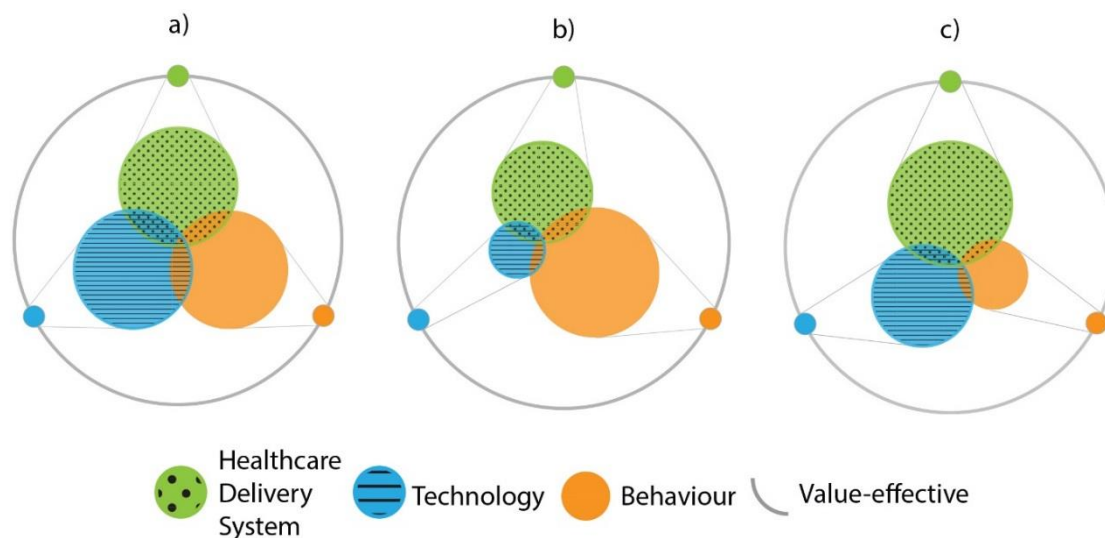 a)
b)
c)
Healthcare
Delivery
System
Technology
Behaviour
Value-effective